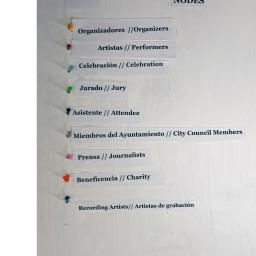 NODES
Organizadores //Organizers
Artistas // Performers
Celebración // Celebration
Jurado // Jury
Asistente // Attendee
Miembros del Ayuntamiento // City Council Members
Prensa // Journalists
Beneficencia // Charity
Recording Artists// Artistas de grabación